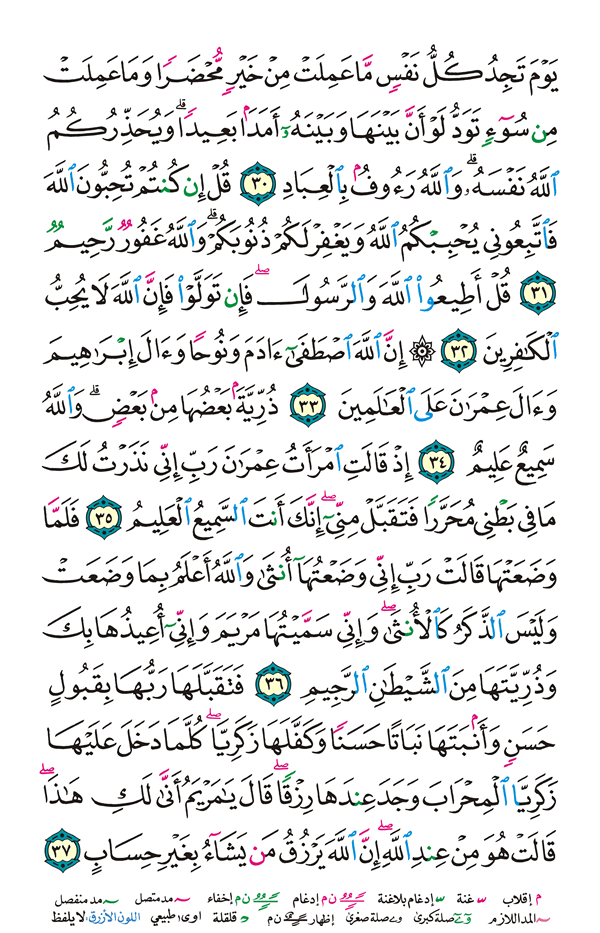 يَوْمَ تَجِدُ كُلُّ نَفْسٍ مَّا عَمِلَتْ مِنْ خَيْرٍ مُّحْضَرًا وَمَا عَمِلَتْ
مِن سُوٓءٍ تَوَدُّ لَوْ أَنَّ بَيْنَهَا وَبَيْنَهُۥٓ أَمَدًۢا بَعِيدًا ۗ وَيُحَذِّرُكُمُ
ٱللَّهُ نَفْسَهُۥ ۗ وَٱللَّهُ رَءُوفٌۢ بِٱلْعِبَادِ ٣٠ قُلْ إِن كُنتُمْ تُحِبُّونَ ٱللَّهَ
فَٱتَّبِعُونِي يُحْبِبْكُمُ ٱللَّهُ وَيَغْفِرْ لَكُمْ ذُنُوبَكُمْ ۗ وَٱللَّهُ غَفُورٌ رَّحِيمٌ
٣١ قُلْ أَطِيعُوا۟ ٱللَّهَ وَٱلرَّسُولَ ۖ فَإِن تَوَلَّوْا۟ فَإِنَّ ٱللَّهَ لَا يُحِبُّ
ٱلْكَٰفِرِينَ ٣٢ ۞ إِنَّ ٱللَّهَ ٱصْطَفَىٰٓ ءَادَمَ وَنُوحًا وَءَالَ إِبْرَٰهِيمَ
وَءَالَ عِمْرَٰنَ عَلَى ٱلْعَٰلَمِينَ ٣٣ ذُرِّيَّةًۢ بَعْضُهَا مِنۢ بَعْضٍ ۗ وَٱللَّهُ
سَمِيعٌ عَلِيمٌ ٣٤ إِذْ قَالَتِ ٱمْرَأَتُ عِمْرَٰنَ رَبِّ إِنِّي نَذَرْتُ لَكَ
مَا فِي بَطْنِي مُحَرَّرًا فَتَقَبَّلْ مِنِّيٓ ۖ إِنَّكَ أَنتَ ٱلسَّمِيعُ ٱلْعَلِيمُ ٣٥ فَلَمَّا
وَضَعَتْهَا قَالَتْ رَبِّ إِنِّي وَضَعْتُهَآ أُنثَىٰ وَٱللَّهُ أَعْلَمُ بِمَا وَضَعَتْ
وَلَيْسَ ٱلذَّكَرُ كَٱلْأُنثَىٰ ۖ وَإِنِّي سَمَّيْتُهَا مَرْيَمَ وَإِنِّيٓ أُعِيذُهَا بِكَ
وَذُرِّيَّتَهَا مِنَ ٱلشَّيْطَٰنِ ٱلرَّجِيمِ ٣٦ فَتَقَبَّلَهَا رَبُّهَا بِقَبُولٍ
حَسَنٍ وَأَنۢبَتَهَا نَبَاتًا حَسَنًا وَكَفَّلَهَا زَكَرِيَّا ۖ كُلَّمَا دَخَلَ عَلَيْهَا
زَكَرِيَّا ٱلْمِحْرَابَ وَجَدَ عِندَهَا رِزْقًا ۖ قَالَ يَٰمَرْيَمُ أَنَّىٰ لَكِ هَٰذَا ۖ
قَالَتْ هُوَ مِنْ عِندِ ٱللَّهِ ۖ إِنَّ ٱللَّهَ يَرْزُقُ مَن يَشَآءُ بِغَيْرِ حِسَابٍ ٣٧
م إقلاب غنة إدغام بلاغنة ن م إدغام ن م إخفاء مد متصل مد منفصل
المد اللازم صلة كبرى صلة صغرى إظهار ن م قلقلة اوى: طبيعي اللون الأزرق: لا يلفظ